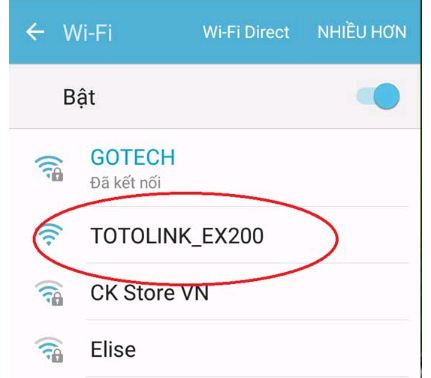 Wi-Fi Wi-Fi Direct NHIỀU HƠN
Bật
GOTECH
Đã kết nối
TOTOLINK_EX200
CK Store VN
Elise